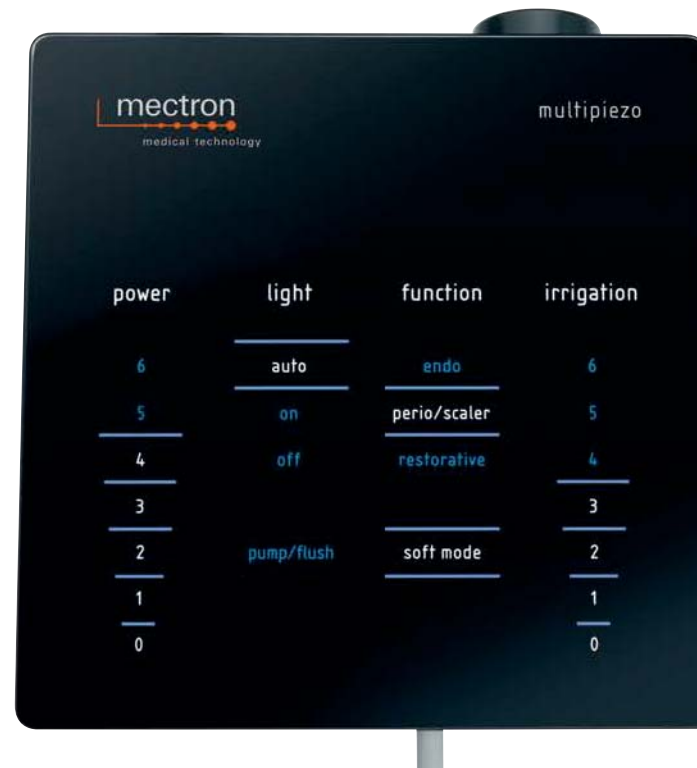 mectron
multipiezo
medical technology
power light function irrigation
6 auto endo 6
5 on perio/scaler 5
4 off restorative 4
3 3
2 pump/flush soft mode 2
1 1
0 0